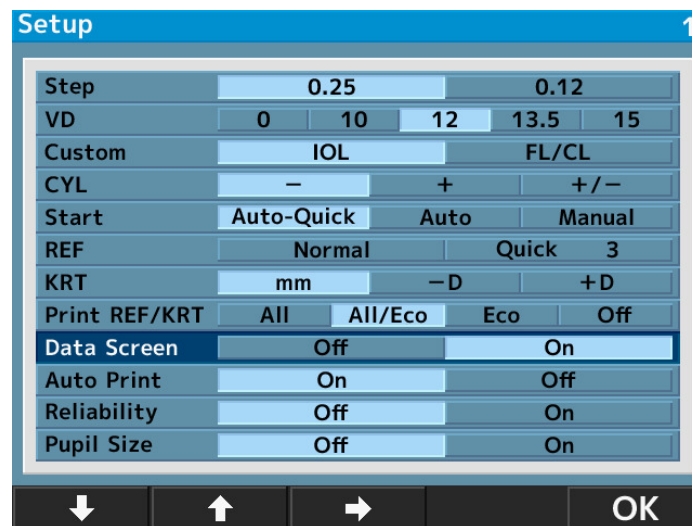 Setup 1
Step 0.25 0.12
VD 0 10 12 13.5 15
Custom IOL FL/CL
CYL − + +/−
Start Auto-Quick Auto Manual
REF Normal Quick 3
KRT mm −D +D
Print REF/KRT All All/Eco Eco Off
Data Screen Off On
Auto Print On Off
Reliability Off On
Pupil Size Off On
OK